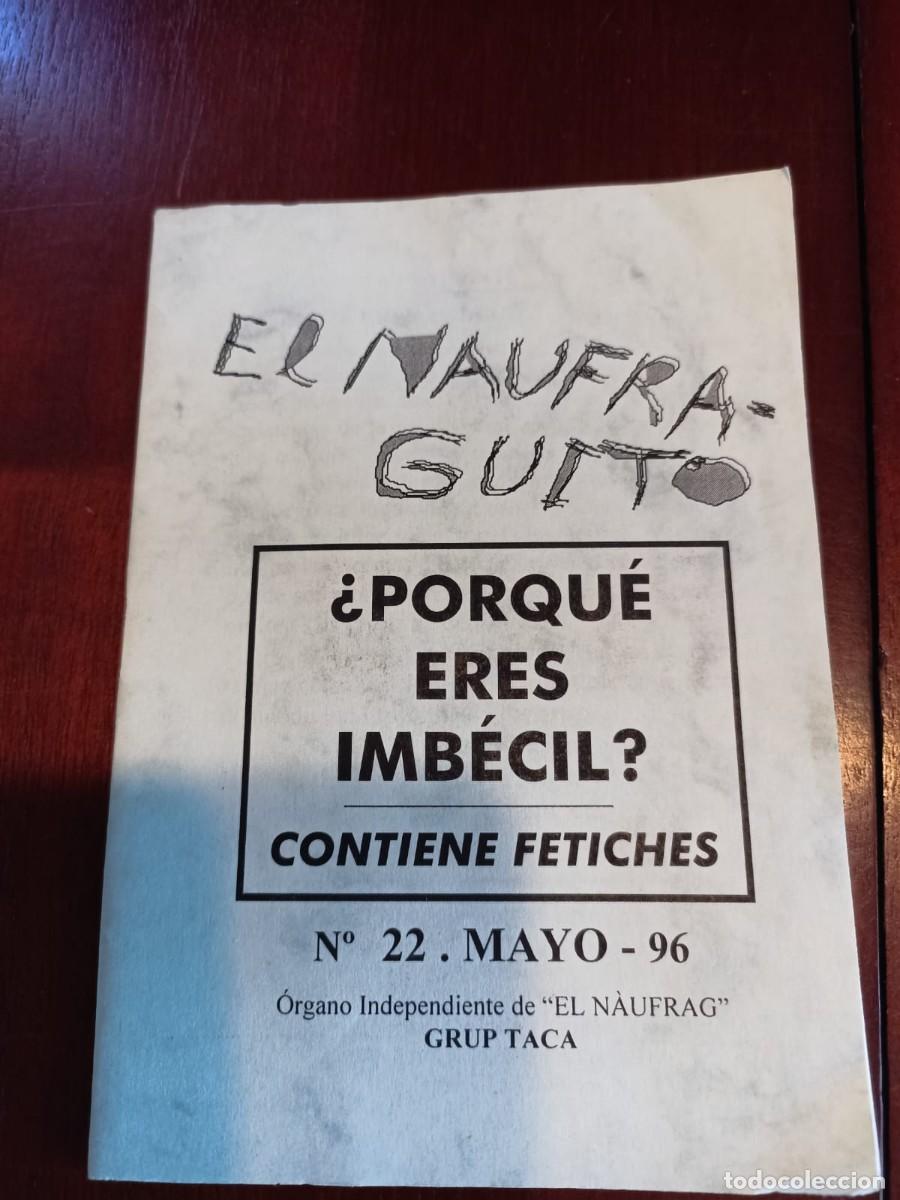 El NAUFRA-
GUITO
¿PORQUÉ
ERES
IMBÉCIL?
CONTIENE FETICHES
Nº 22 . MAYO - 96
Órgano Independiente de “EL NÀUFRAG”
GRUP TACA
todocoleccion